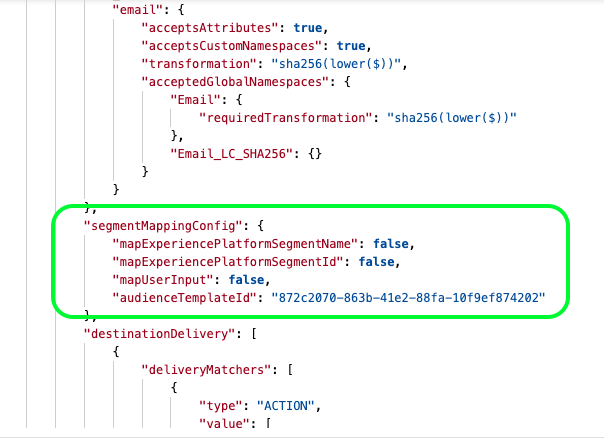 "email": {
"acceptsAttributes": true,
"acceptsCustomNamespaces": true,
"transformation": "sha256(lower($))",
"acceptedGlobalNamespaces": {
"Email": {
"requiredTransformation": "sha256(lower($))"
},
"Email_LC_SHA256": {}
}
}
},
"segmentMappingConfig": {
"mapExperiencePlatformSegmentName": false,
"mapExperiencePlatformSegmentId": false,
"mapUserInput": false,
"audienceTemplateId": "872c2070-863b-41e2-88fa-10f9ef874202"
},
"destinationDelivery": [
{
"deliveryMatchers": [
{
"type": "ACTION",
"value": [